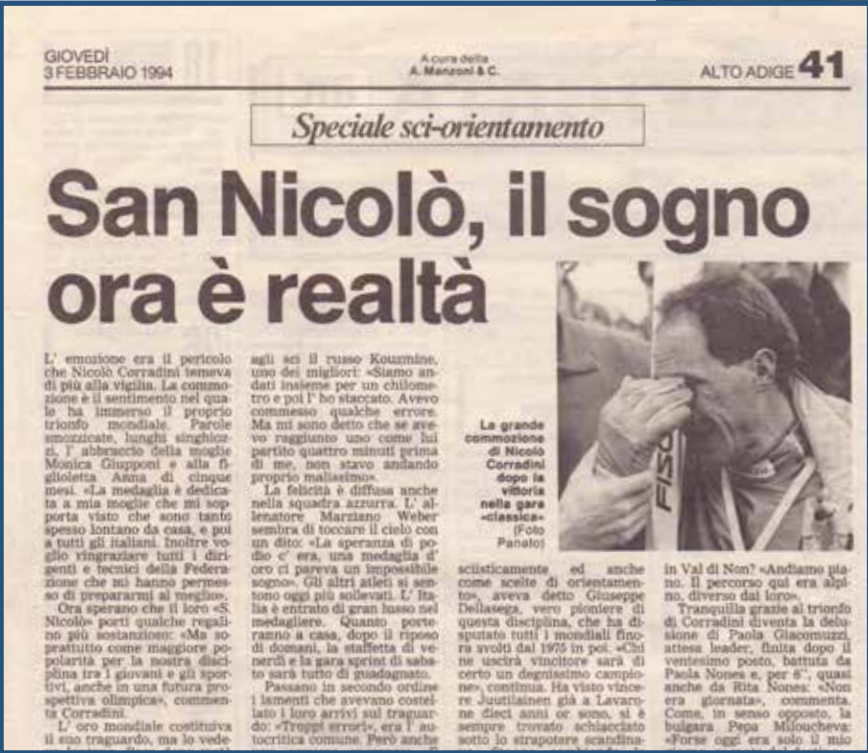 GIOVEDÌ
3 FEBBRAIO 1994
A cura della
A. Manzoni & C.
ALTO ADIGE 41
Speciale sci-orientamento
San Nicolò, il sogno
ora è realtà
L' emozione era il pericolo
che Nicolò Corradini temeva
di più alla vigilia. La commo-
zione è il sentimento nel qua-
le ha immerso il proprio
trionfo mondiale. Parole
smozzicate, lunghi singhioz-
zi, l' abbraccio della moglie
Monica Giupponi e alla fi-
glioletta Anna di cinque
mesi. «La medaglia è dedica-
ta a mia moglie che mi sop-
porta visto che sono tanto
spesso lontano da casa, e poi
a tutti gli italiani. Inoltre vo-
glio ringraziare tutti i diri-
genti e tecnici della Federa-
zione che mi hanno permes-
so di prepararmi al meglio».
Ora sperano che il loro «S.
Nicolò» porti qualche regali-
no più sostanzioso: «Ma so-
prattutto come maggiore po-
polarità per la nostra disci-
plina tra i giovani e gli spor-
tivi, anche in una futura pro-
spettiva olimpica», commen-
ta Corradini.
L' oro mondiale costituiva
il suo traguardo, ma lo vede-
agli sci il russo Kouzmine,
uno dei migliori: «Siamo an-
dati insieme per un chilome-
tro e poi l' ho staccato. Avevo
commesso qualche errore.
Ma mi sono detto che se ave-
vo raggiunto uno come lui
partito quattro minuti prima
di me, non stavo andando
proprio malissimo».
La felicità è diffusa anche
nella squadra azzurra. L' al-
lenatore Marziano Weber
sembra di toccare il cielo con
un dito: «La speranza di po-
dio c' era, una medaglia d'
oro ci pareva un impossibile
sogno». Gli altri atleti si sen-
tono oggi più sollevati. L' Ita-
lia è entrato di gran lusso nel
medagliere. Quanto porte-
ranno a casa, dopo il riposo
di domani, la staffetta di ve-
nerdì e la gara sprint di saba-
to sarà tutto di guadagnato.
Passano in secondo ordine
i lamenti che avevano costel-
lato i loro arrivi sul traguar-
do: «Troppi errori», era l' au-
tocritica comune. Però anche
La grande
commozione
di Nicolò
Corradini
dopo la
vittoria
nella gara
«classica»
(Foto
Panato)
FISC
sciisticamente ed anche
come scelte di orientamen-
to», aveva detto Giuseppe
Dellasega, vero pioniere di
questa disciplina, che ha di-
sputato tutti i mondiali fino-
ra svolti dal 1975 in poi. «Chi
ne uscirà vincitore sarà di
certo un degnissimo campio-
ne», continua. Ha visto vince-
re Juutilainen già a Lavaro-
ne dieci anni or sono, si è
sempre trovato schiacciato
sotto lo strapotere scandina-
in Val di Non? «Andiamo pia-
no. Il percorso qui era alpi-
no, diverso dai loro».
Tranquilla grazie al trionfo
di Corradini diventa la delu-
sione di Paola Giacomuzzi,
attesa leader, finita dopo il
ventesimo posto, battuta da
Paola Nones e, per 6", quasi
anche da Rita Nones: «Non
era giornata», commenta.
Come, in senso opposto, la
bulgara Pepa Miloucheva:
«Forse oggi era solo il mio